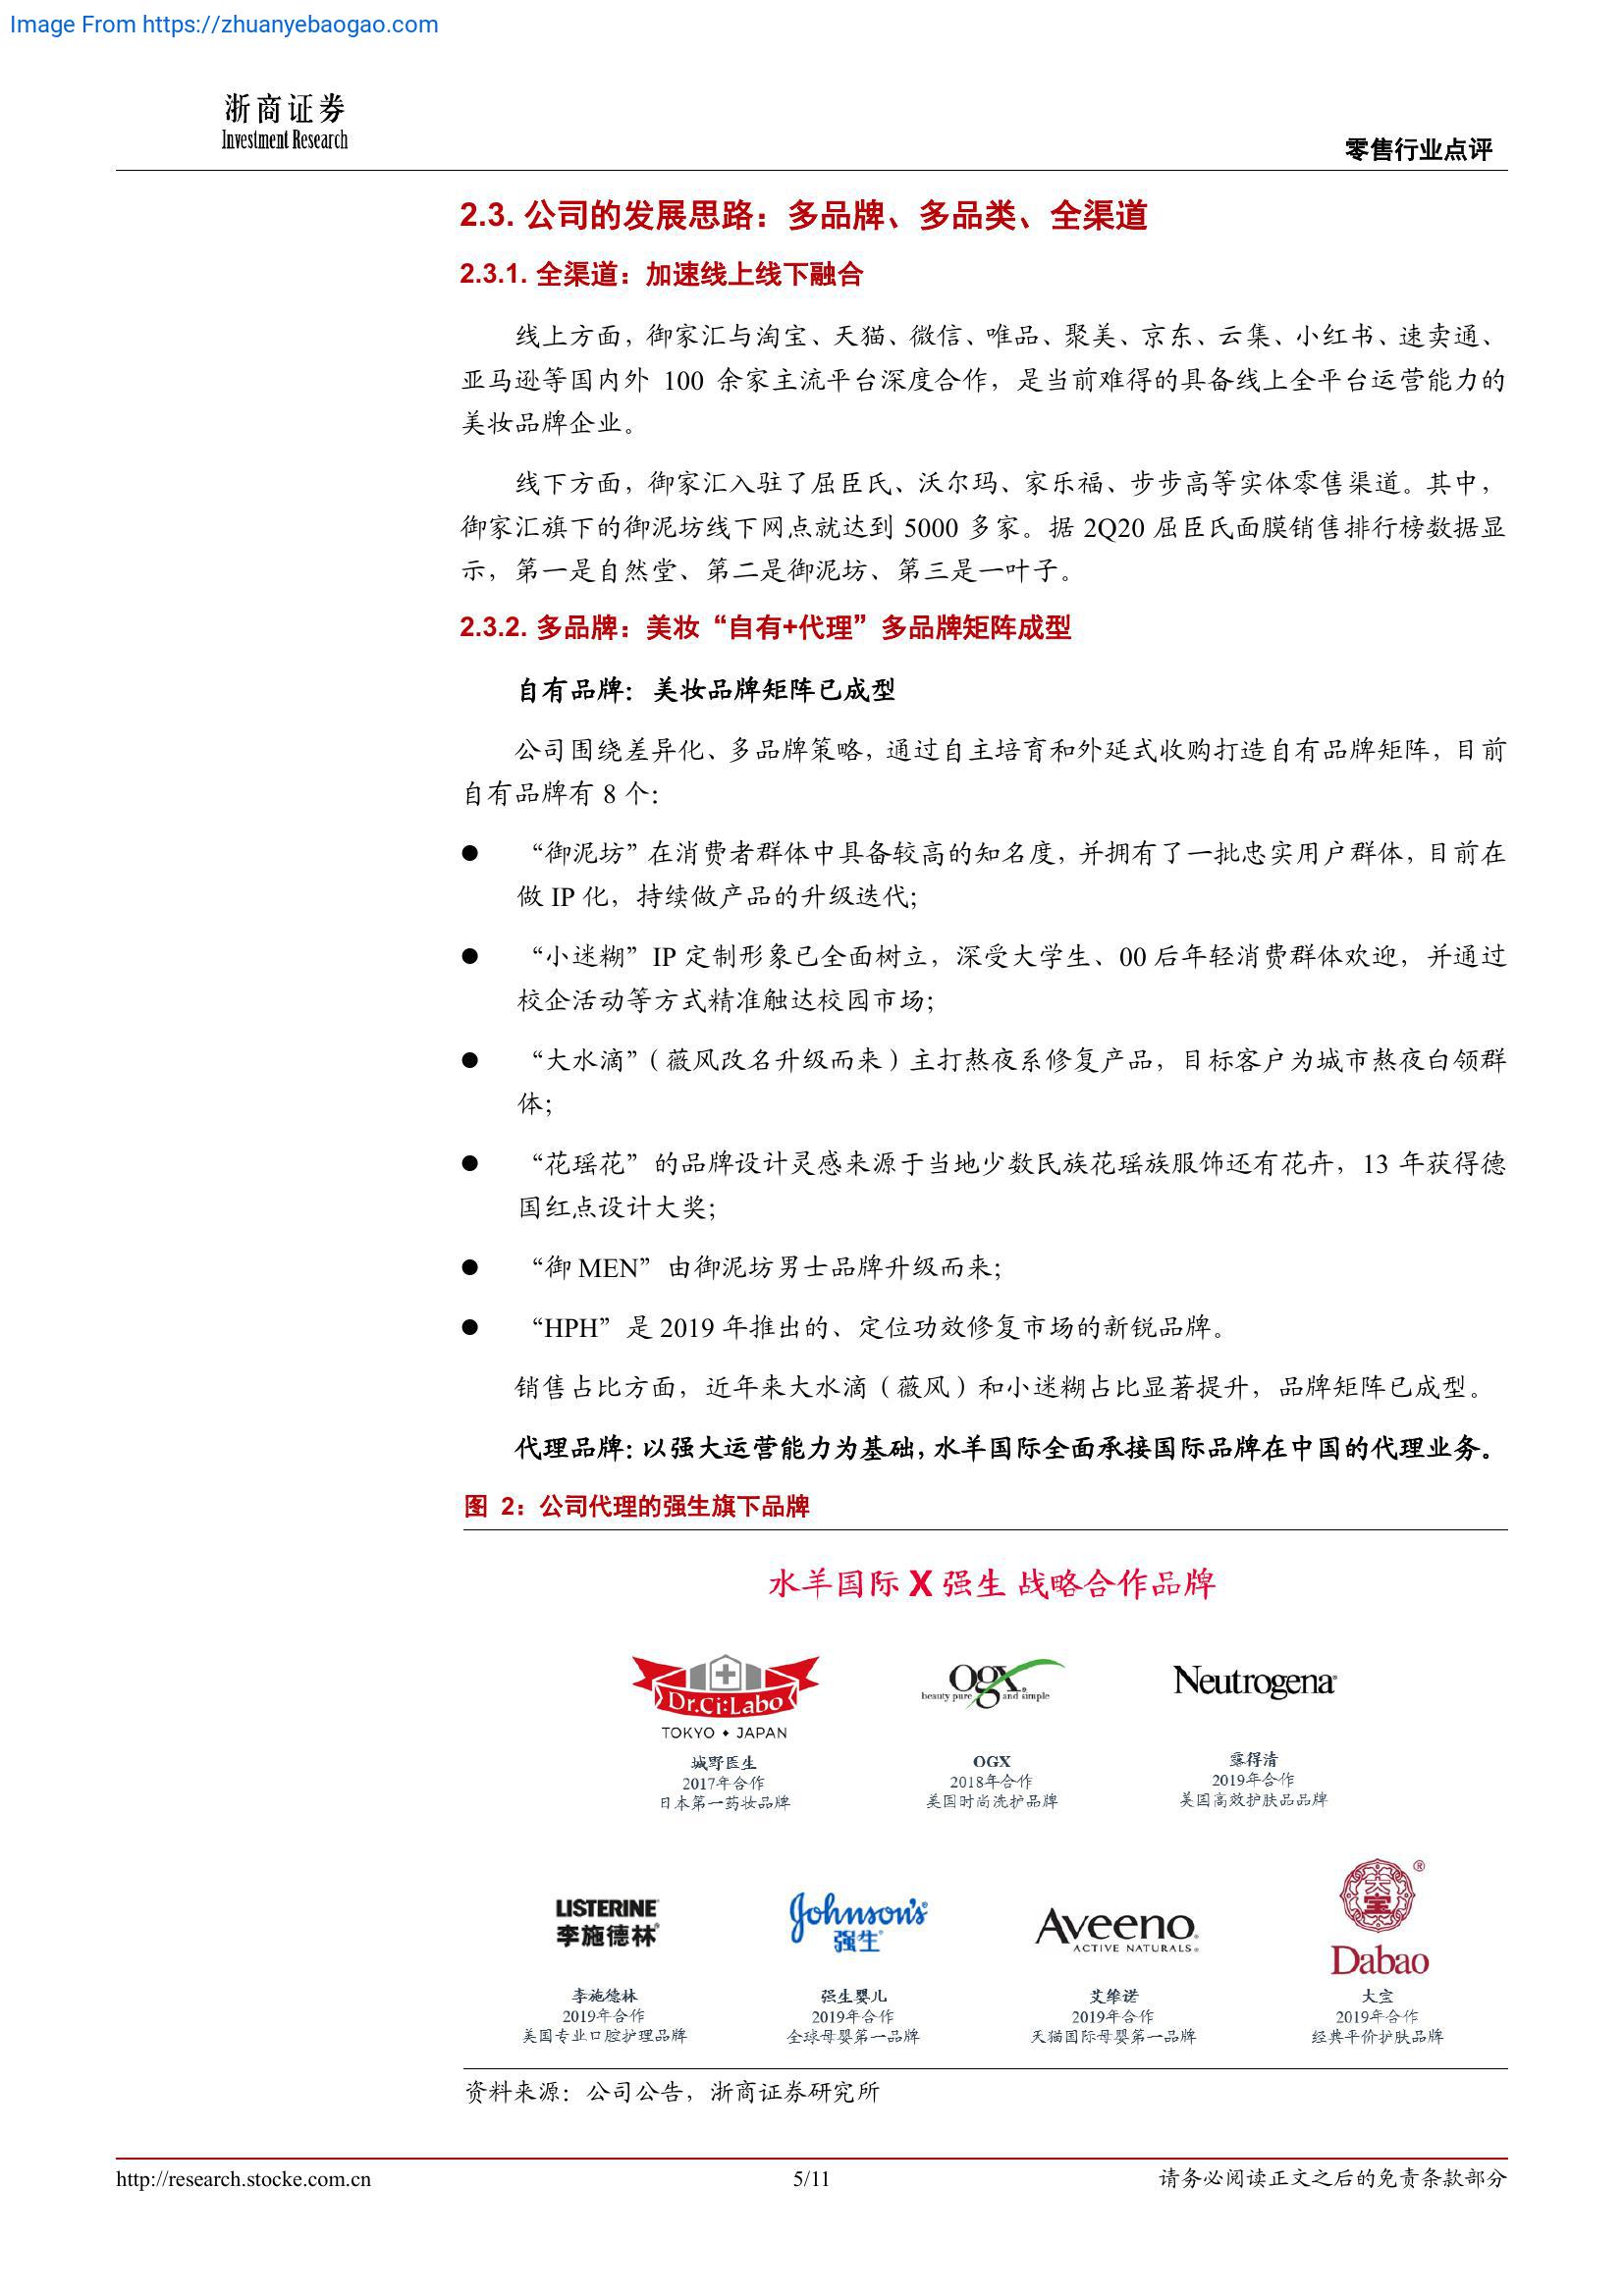 Image From https://zhuanyebaogao.com
浙商证券
Investment Research
零售行业点评
2.3. 公司的发展思路：多品牌、多品类、全渠道
2.3.1. 全渠道：加速线上线下融合
线上方面，御家汇与淘宝、天猫、微信、唯品、聚美、京东、云集、小红书、速卖通、
亚马逊等国内外 100 余家主流平台深度合作，是当前难得的具备线上全平台运营能力的
美妆品牌企业。
线下方面，御家汇入驻了屈臣氏、沃尔玛、家乐福、步步高等实体零售渠道。其中，
御家汇旗下的御泥坊线下网点就达到 5000 多家。据 2Q20 屈臣氏面膜销售排行榜数据显
示，第一是自然堂、第二是御泥坊、第三是一叶子。
2.3.2. 多品牌：美妆“自有+代理”多品牌矩阵成型
自有品牌：美妆品牌矩阵已成型
公司围绕差异化、多品牌策略，通过自主培育和外延式收购打造自有品牌矩阵，目前
自有品牌有 8 个：
● “御泥坊”在消费者群体中具备较高的知名度，并拥有了一批忠实用户群体，目前在
做 IP 化，持续做产品的升级迭代；
● “小迷糊”IP 定制形象已全面树立，深受大学生、00 后年轻消费群体欢迎，并通过
校企活动等方式精准触达校园市场；
● “大水滴”（薇风改名升级而来）主打熬夜系修复产品，目标客户为城市熬夜白领群
体；
● “花瑶花”的品牌设计灵感来源于当地少数民族花瑶族服饰还有花卉，13 年获得德
国红点设计大奖；
● “御 MEN”由御泥坊男士品牌升级而来；
● “HPH”是 2019 年推出的、定位功效修复市场的新锐品牌。
销售占比方面，近年来大水滴（薇风）和小迷糊占比显著提升，品牌矩阵已成型。
代理品牌：以强大运营能力为基础，水羊国际全面承接国际品牌在中国的代理业务。
图 2：公司代理的强生旗下品牌
水羊国际 X 强生 战略合作品牌
Dr.Ci:Labo
TOKYO ♦ JAPAN
城野医生
2017年合作
日本第一药妆品牌
Ogx®
beauty pure and simple
OGX
2018年合作
美国时尚洗护品牌
Neutrogena®
露得清
2019年合作
美国高效护肤品品牌
LISTERINE®
李施德林®
李施德林
2019年合作
美国专业口腔护理品牌
Johnson's®
强生®
强生婴儿
2019年合作
全球母婴第一品牌
Aveeno®
ACTIVE NATURALS®
艾维诺
2019年合作
天猫国际母婴第一品牌
大宝®
Dabao
大宝
2019年合作
经典平价护肤品牌
资料来源：公司公告，浙商证券研究所
http://research.stocke.com.cn
5/11
请务必阅读正文之后的免责条款部分